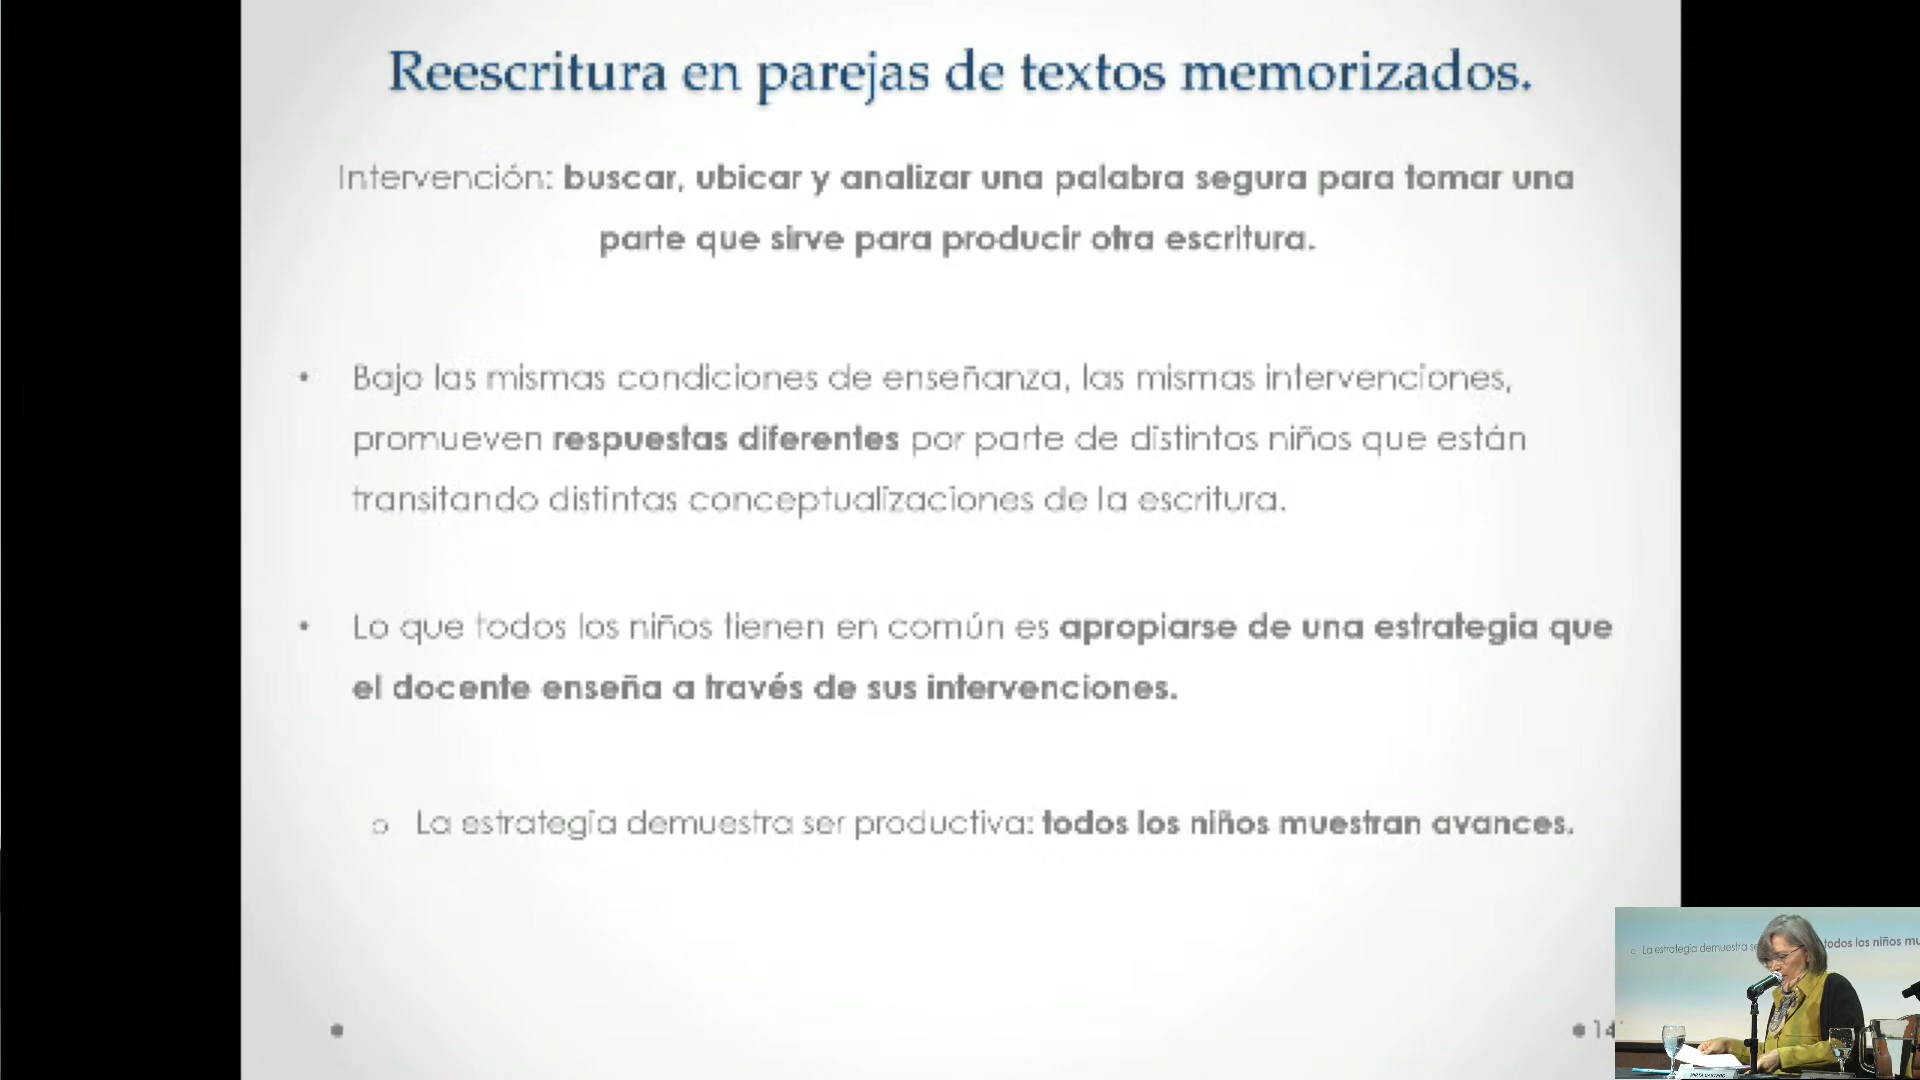 Reescritura en parejas de textos memorizados.
Intervención: buscar, ubicar y analizar una palabra segura para tomar una
parte que sirve para producir otra escritura.
• Bajo las mismas condiciones de enseñanza, las mismas intervenciones,
promueven respuestas diferentes por parte de distintos niños que están
transitando distintas conceptualizaciones de la escritura.
• Lo que todos los niños tienen en común es apropiarse de una estrategia que
el docente enseña a través de sus intervenciones.
o La estrategia demuestra ser productiva: todos los niños muestran avances.
o La estrategia demuestra todos los niños